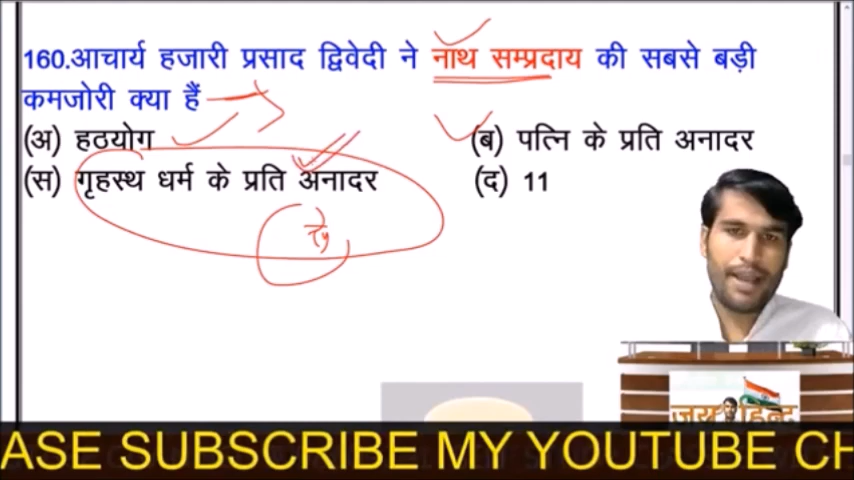 160.आचार्य हजारी प्रसाद द्विवेदी ने नाथ सम्प्रदाय की सबसे बड़ी
कमजोरी क्या हैं
(अ) हठयोग (ब) पत्नि के प्रति अनादर
(स) गृहस्थ धर्म के प्रति अनादर (द) 11
जय हिन्द
ASE SUBSCRIBE MY YOUTUBE CH